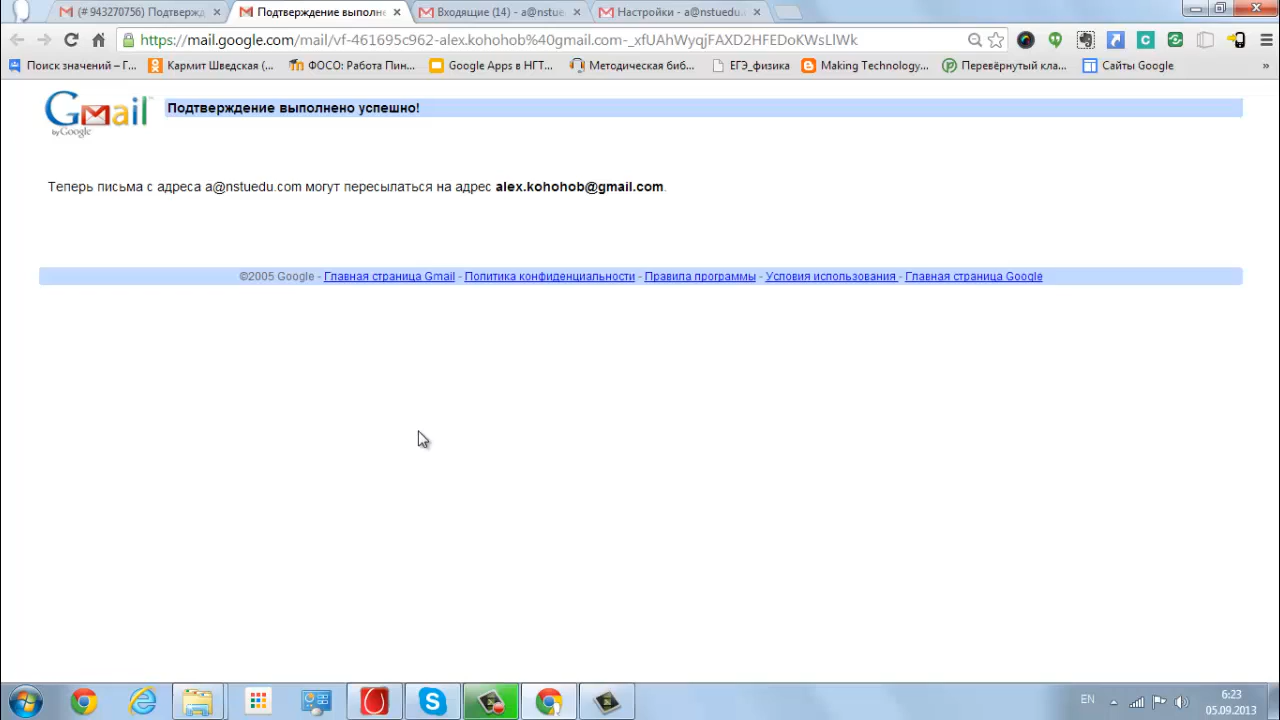 (# 943270756) Подтвержд
Подтверждение выполне
Входящие (14) - a@nstue
Настройки - a@nstuedu.
https://mail.google.com/mail/vf-461695c962-alex.kohohob%40gmail.com-_xfUAhWyqjFAXD2HFEDoKWsLlWk
Поиск значений – Г...
Кармит Шведская (...
ФОСО: Работа Пин...
Google Apps в НГТ...
Методическая биб...
ЕГЭ_физика
Making Technology...
Перевёрнутый кла...
Сайты Google
»
Gmail by Google
Подтверждение выполнено успешно!
Теперь письма с адреса a@nstuedu.com могут пересылаться на адрес alex.kohohob@gmail.com.
©2005 Google - Главная страница Gmail - Политика конфиденциальности - Правила программы - Условия использования - Главная страница Google
EN
6:23
05.09.2013